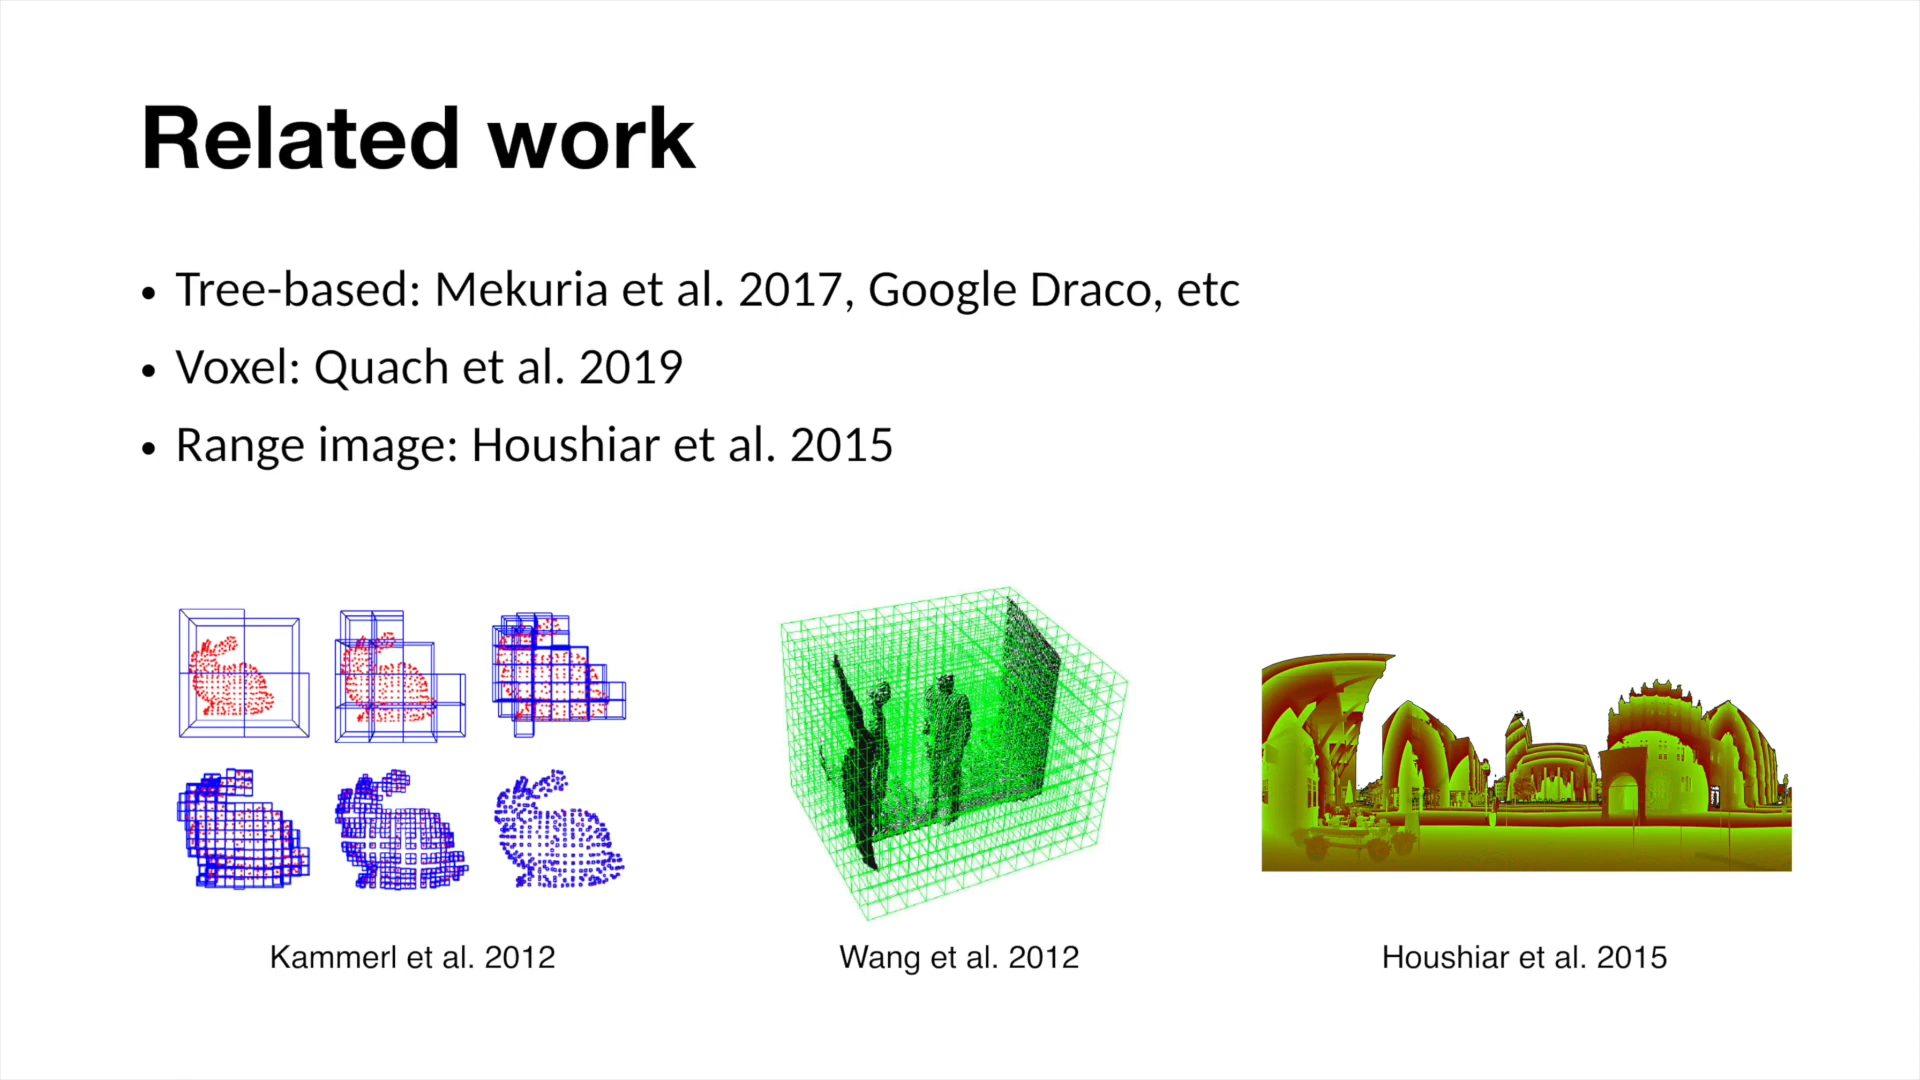 Related work
• Tree-based: Mekuria et al. 2017, Google Draco, etc
• Voxel: Quach et al. 2019
• Range image: Houshiar et al. 2015
Kammerl et al. 2012
Wang et al. 2012
Houshiar et al. 2015